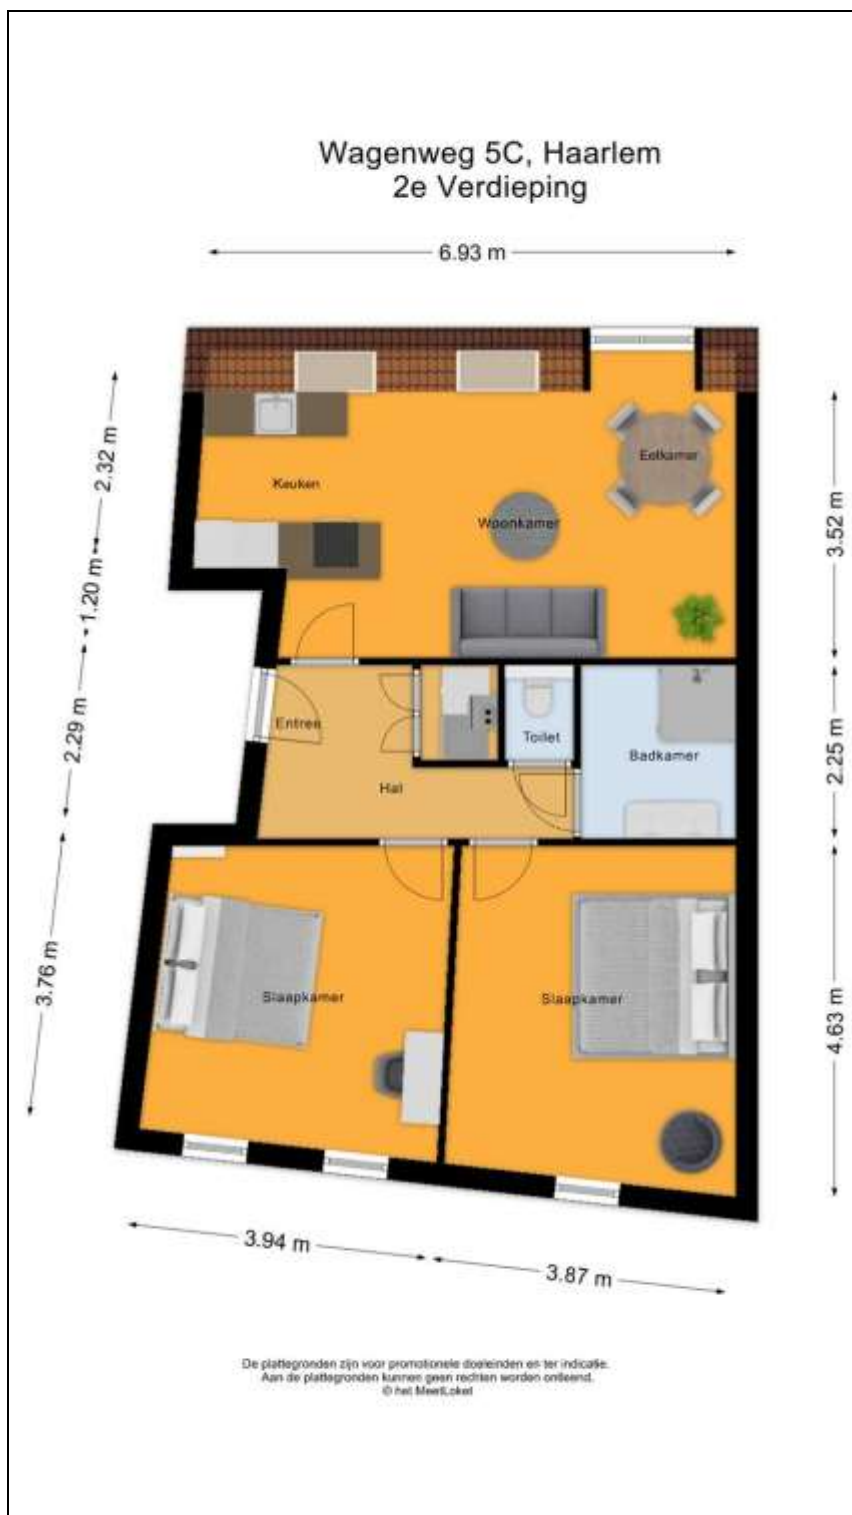 Wagenweg 5C, Haarlem
2e Verdieping
6.93 m
2.32 m
3.52 m
Keuken
Eetkamer
Woonkamer
1.20 m
2.29 m
2.25 m
Entree
Toilet
Badkamer
Hal
3.76 m
4.63 m
Slaapkamer
Slaapkamer
3.94 m
3.87 m
De plattegronden zijn voor promotionele doeleinden en ter indicatie.
Aan de plattegronden kunnen geen rechten worden ontleend.
© het MeetLoket